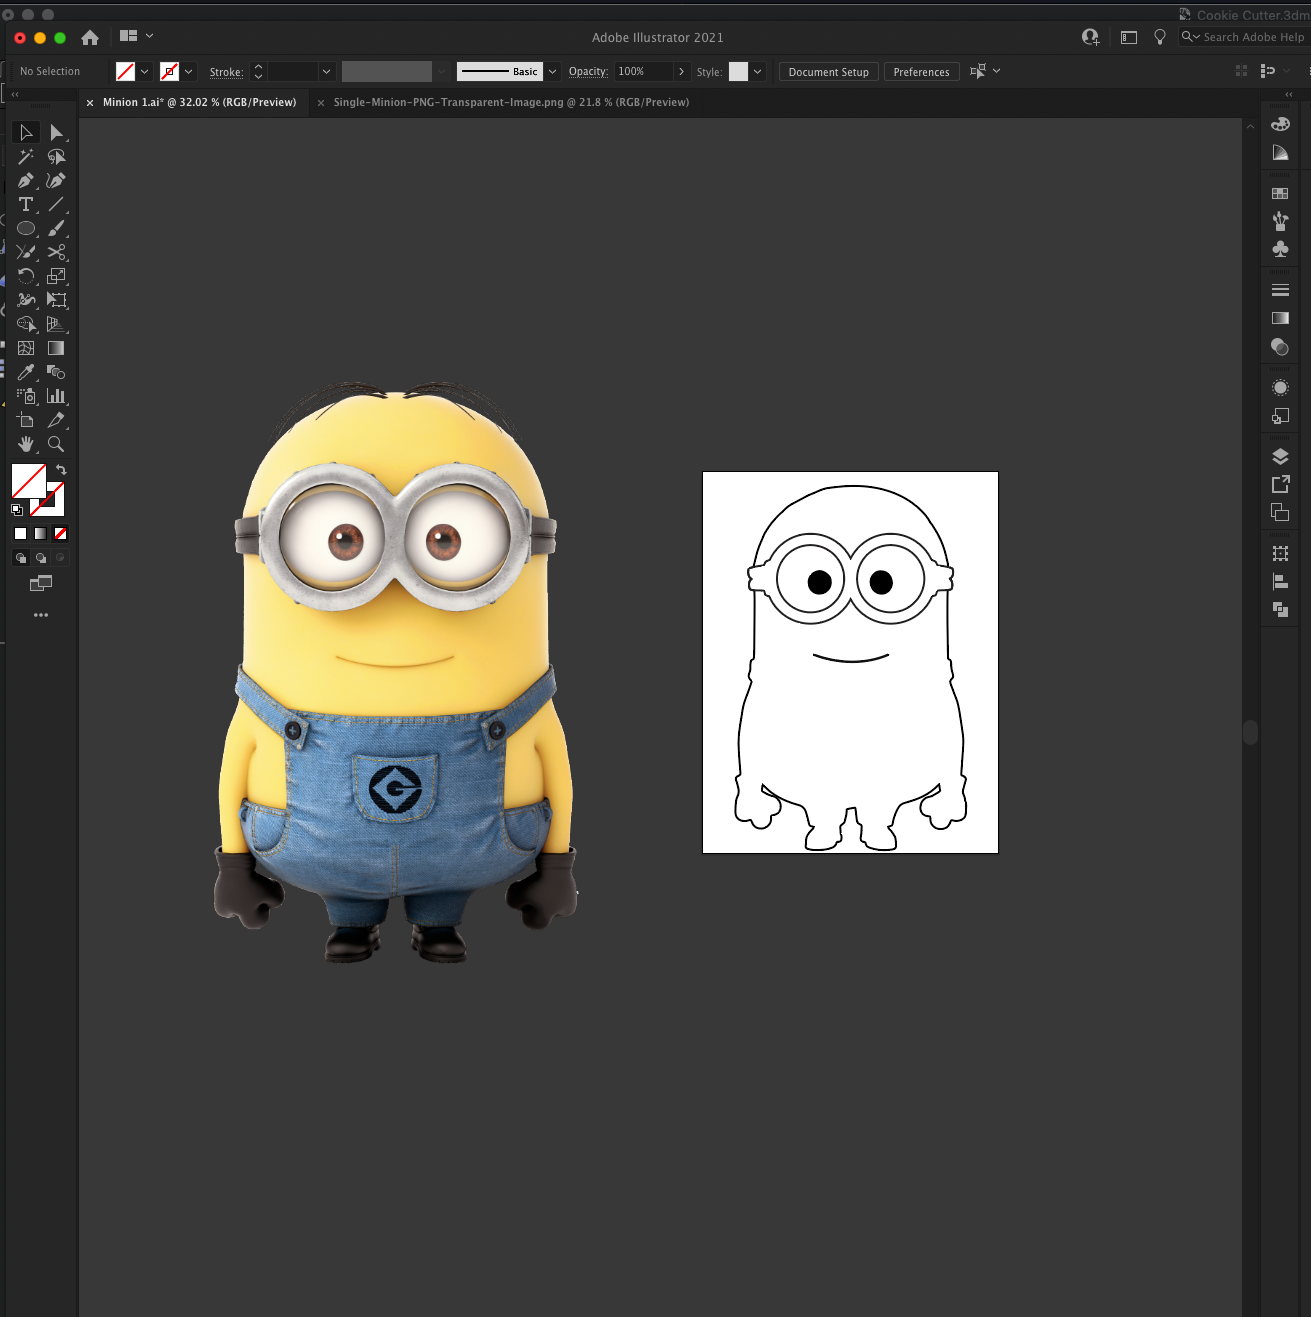 Cookie Cutter.3dm
Adobe Illustrator 2021
Search Adobe Help
No Selection
Stroke:
Basic
Opacity:
100%
Style:
Document Setup
Preferences
× Minion 1.ai* @ 32.02 % (RGB/Preview)
× Single-Minion-PNG-Transparent-Image.png @ 21.8 % (RGB/Preview)